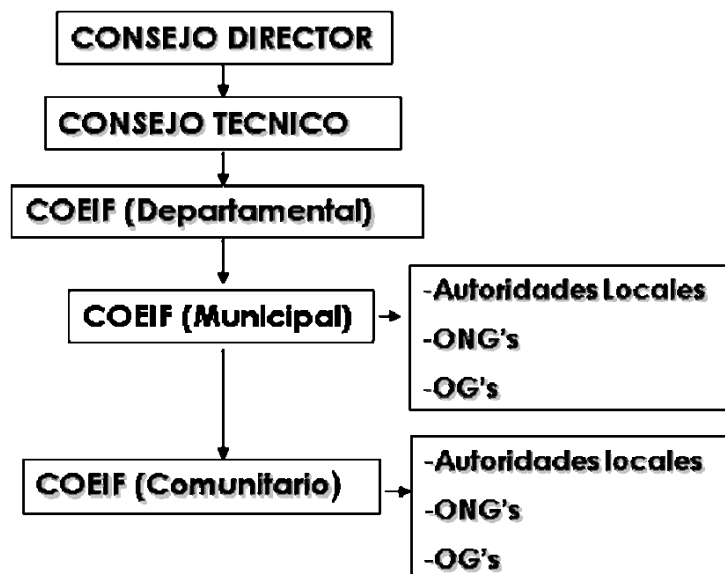 CONSEJO DIRECTOR
CONSEJO TECNICO
COEIF (Departamental)
COEIF (Municipal)
-Autoridades Locales
-ONG's
-OG's
COEIF (Comunitario)
-Autoridades locales
-ONG's
-OG's